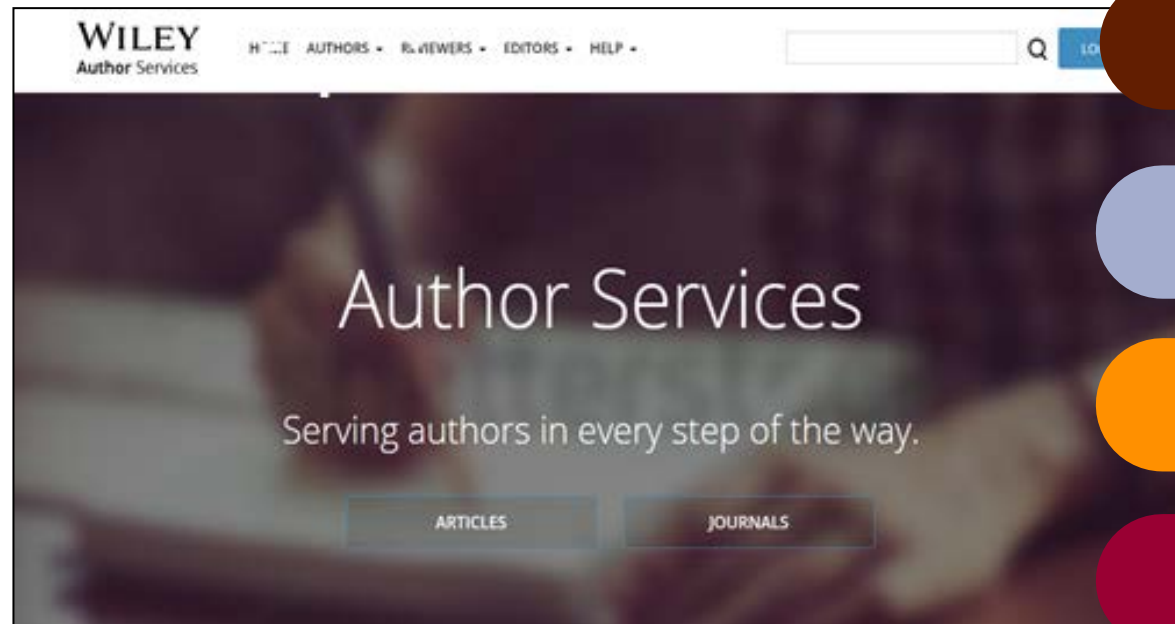 WILEY
Author Services
AUTHORS EDITORS HELP
Author Services
Serving authors in every step of the way.
ARTICLES JOURNALS